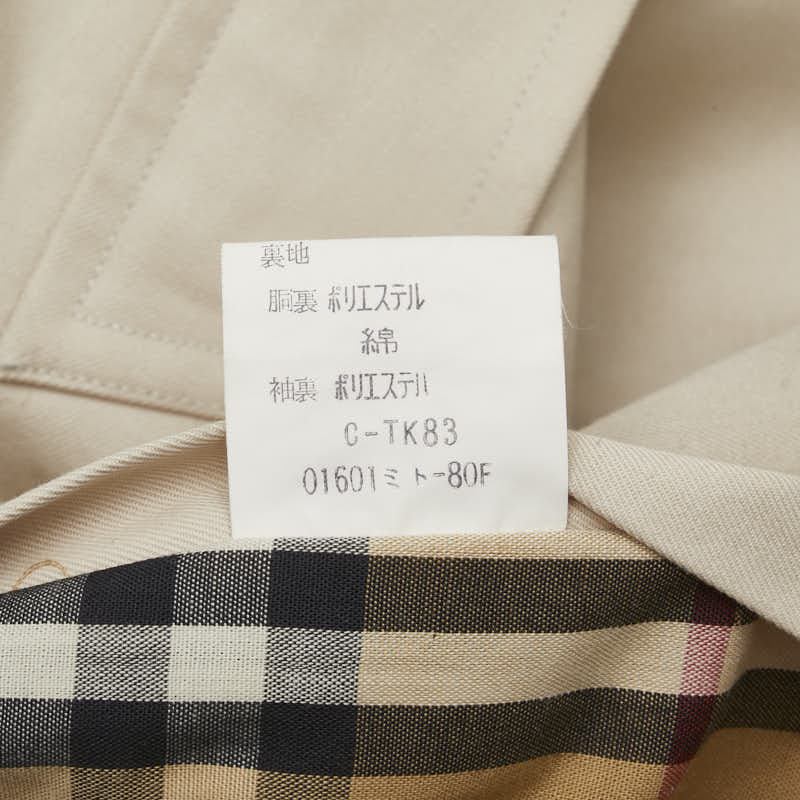 裏地
胴裏 ポリエステル
綿
袖裏 ポリエステル
C-TK83
01601ミト-80F